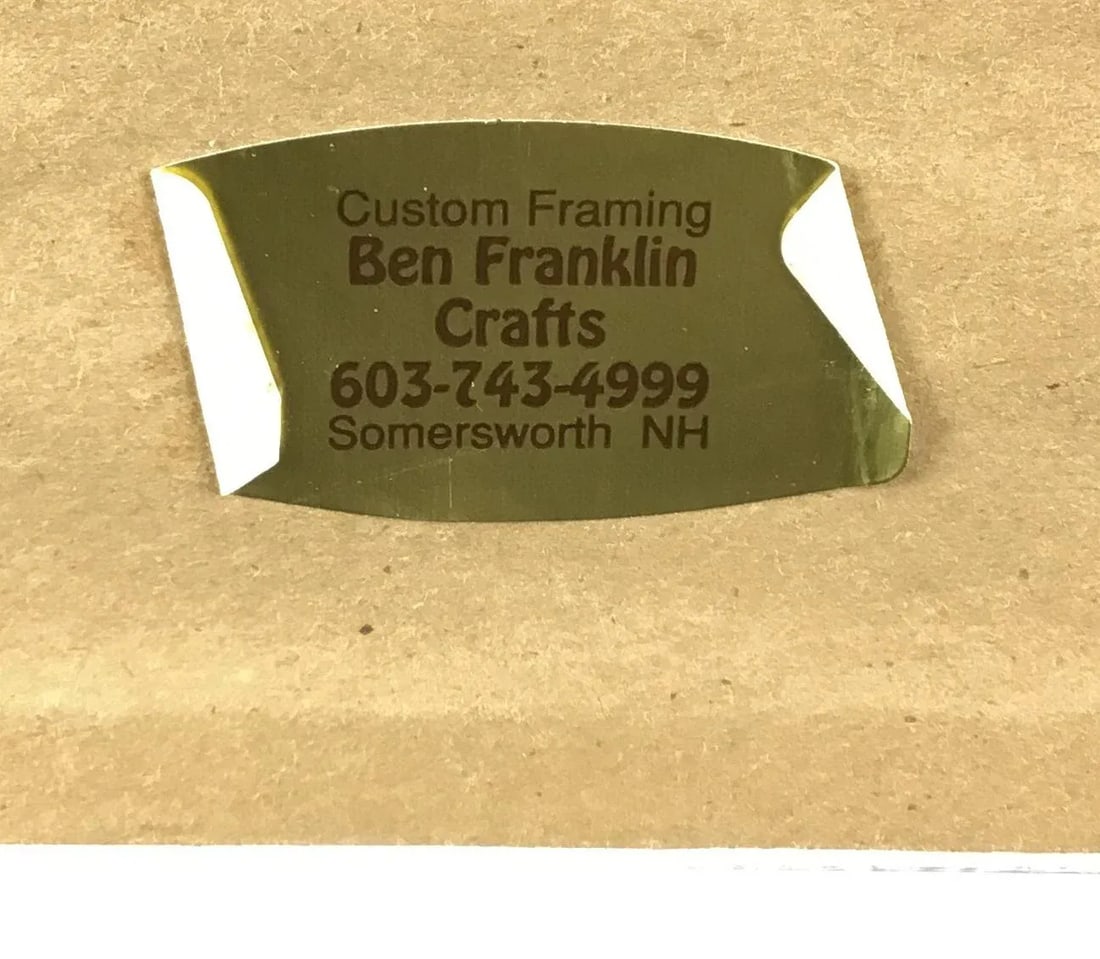 Custom Framing
Ben Franklin
Crafts
603-743-4999
Somersworth NH